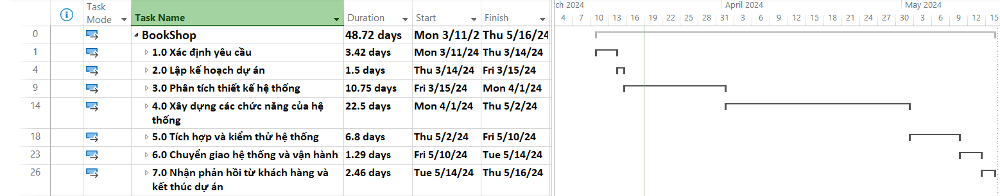 Task Mode Task Name Duration Start Finish
0 BookShop 48.72 days Mon 3/11/2 Thu 5/16/24
1 1.0 Xác định yêu cầu 3.42 days Mon 3/11/24 Thu 3/14/24
4 2.0 Lập kế hoạch dự án 1.5 days Thu 3/14/24 Fri 3/15/24
9 3.0 Phân tích thiết kế hệ thống 10.75 days Fri 3/15/24 Mon 4/1/24
14 4.0 Xây dựng các chức năng của hệ 22.5 days Mon 4/1/24 Thu 5/2/24
thống
18 5.0 Tích hợp và kiểm thử hệ thống 6.8 days Thu 5/2/24 Fri 5/10/24
23 6.0 Chuyển giao hệ thống và vận hành 1.29 days Fri 5/10/24 Tue 5/14/24
26 7.0 Nhận phản hồi từ khách hàng và 2.46 days Tue 5/14/24 Thu 5/16/24
kết thúc dự án
rch 2024 April 2024 May 2024
4 7 10 13 16 19 22 25 28 31 3 6 9 12 15 18 21 24 27 30 3 6 9 12 15